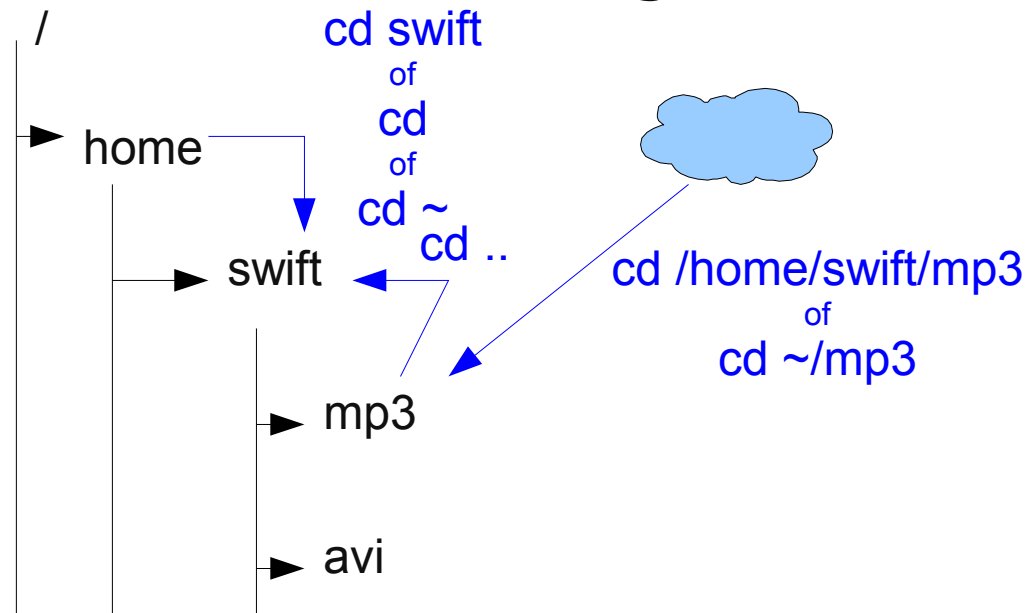 /
cd swift
of
cd
of
cd ~
cd ..
home
swift
cd /home/swift/mp3
of
cd ~/mp3
mp3
avi